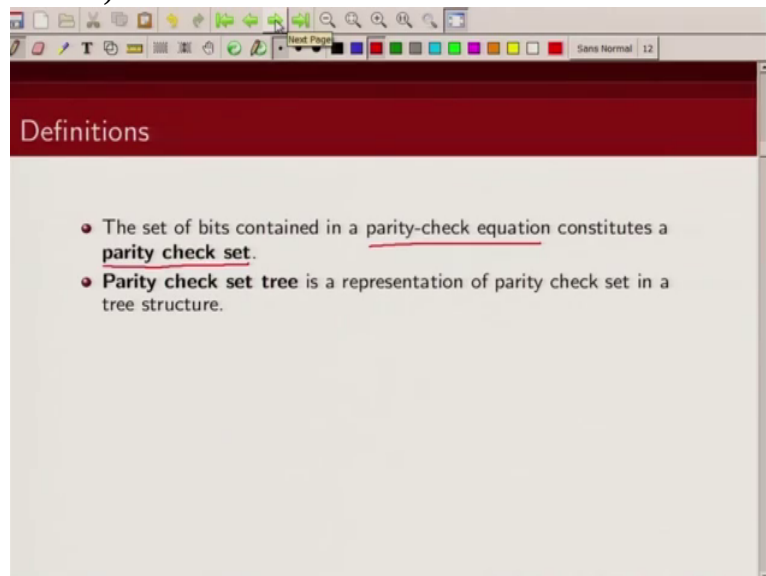 )
T
Next Page
Sans Normal 12
Definitions
The set of bits contained in a parity-check equation constitutes a
parity check set.
Parity check set tree is a representation of parity check set in a
tree structure.